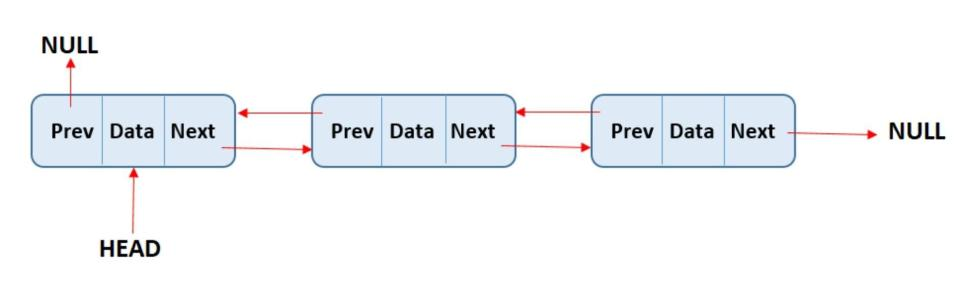 NULL
Prev Data Next Prev Data Next Prev Data Next NULL
HEAD